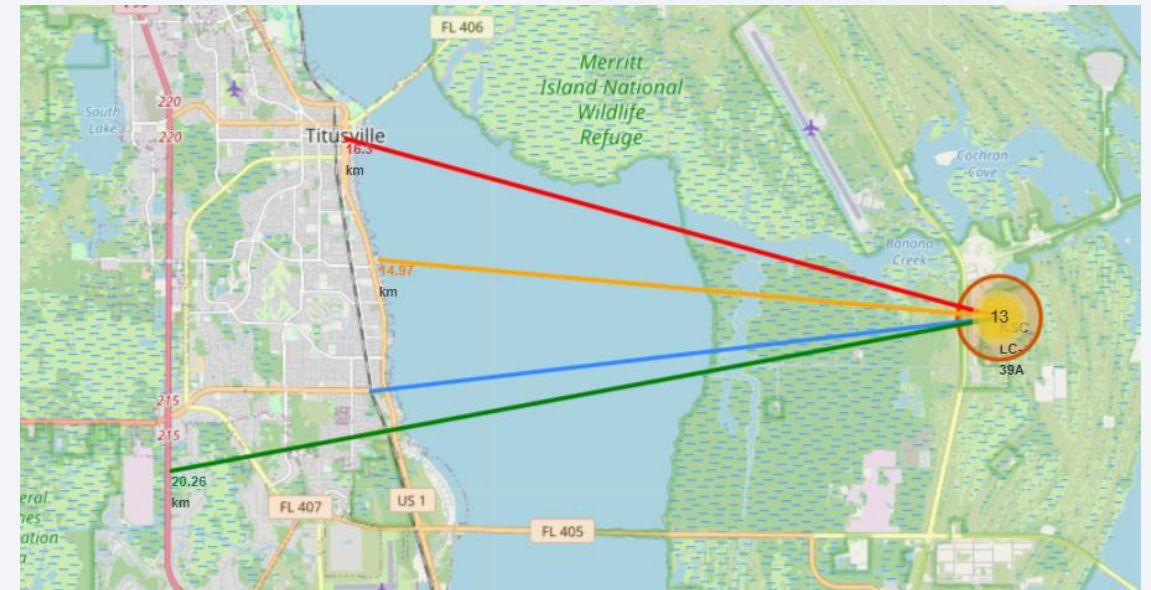 FL 406
Merritt
Island National
Wildlife
Refuge
220
South
Lake
220
Titusville
16.3
km
Cochran
Cove
Banana
Creek
14.97
km
13
KSC
LC-
39A
215
215
20.26
km
FL 407
US 1
FL 405